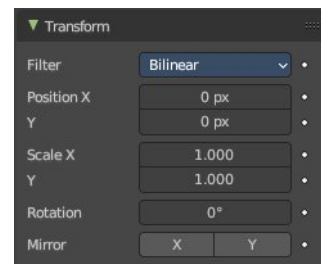 Transform
Filter Bilinear
Position X 0 px
Y 0 px
Scale X 1.000
Y 1.000
Rotation 0°
Mirror X Y